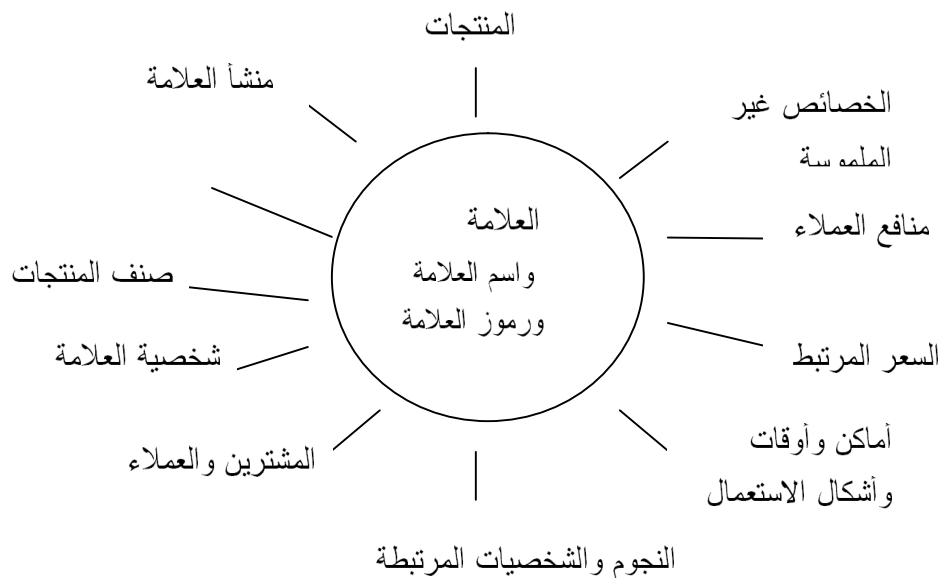 المنتجات
منشأ العلامة
الخصائص غير
الملموسة
العلامة
منافع العملاء
واسم العلامة
صنف المنتجات
ورموز العلامة
السعر المرتبط
شخصية العلامة
أماكن وأوقات
المشترين والعملاء
وأشكال الاستعمال
النجوم والشخصيات المرتبطة